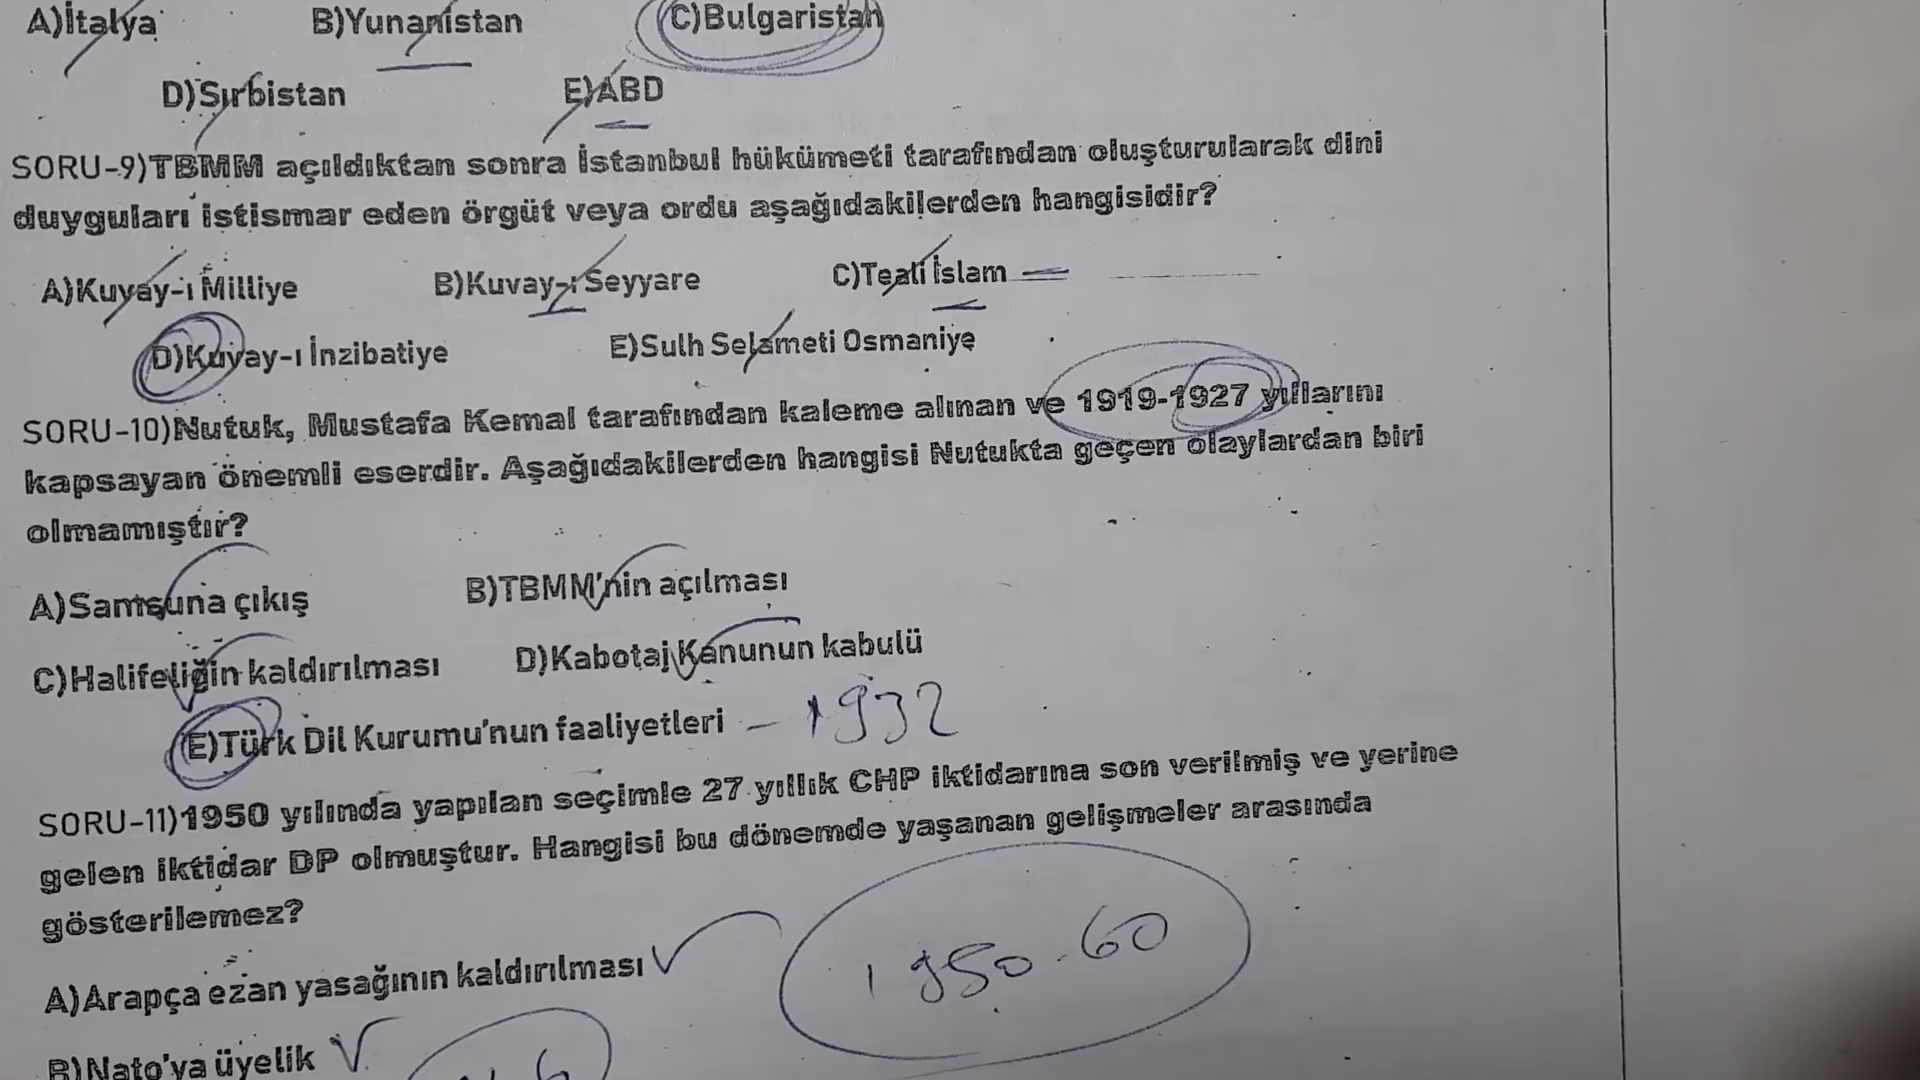 A)İtalya B)Yunanistan C)Bulgaristan
D)Sırbistan E)ABD
SORU-9)TBMM açıldıktan sonra İstanbul hükümeti tarafından oluşturularak dini
duyguları istismar eden örgüt veya ordu aşağıdakilerden hangisidir?
A)Kuvay-ı Milliye B)Kuvay-ı Seyyare C)Teali İslam
D)Kuvay-ı İnzibatiye E)Sulh Selameti Osmaniye
SORU-10)Nutuk, Mustafa Kemal tarafından kaleme alınan ve 1919-1927 yıllarını
kapsayan önemli eserdir. Aşağıdakilerden hangisi Nutukta geçen olaylardan biri
olmamıştır?
A)Samsuna çıkış B)TBMM'nin açılması
C)Halifeliğin kaldırılması D)Kabotaj Kanunun kabulü
E)Türk Dil Kurumu'nun faaliyetleri - 1932
SORU-11)1950 yılında yapılan seçimle 27 yıllık CHP iktidarına son verilmiş ve yerine
gelen iktidar DP olmuştur. Hangisi bu dönemde yaşanan gelişmeler arasında
gösterilemez?
A)Arapça ezan yasağının kaldırılması 1950-60
B)Nato'ya üyelik